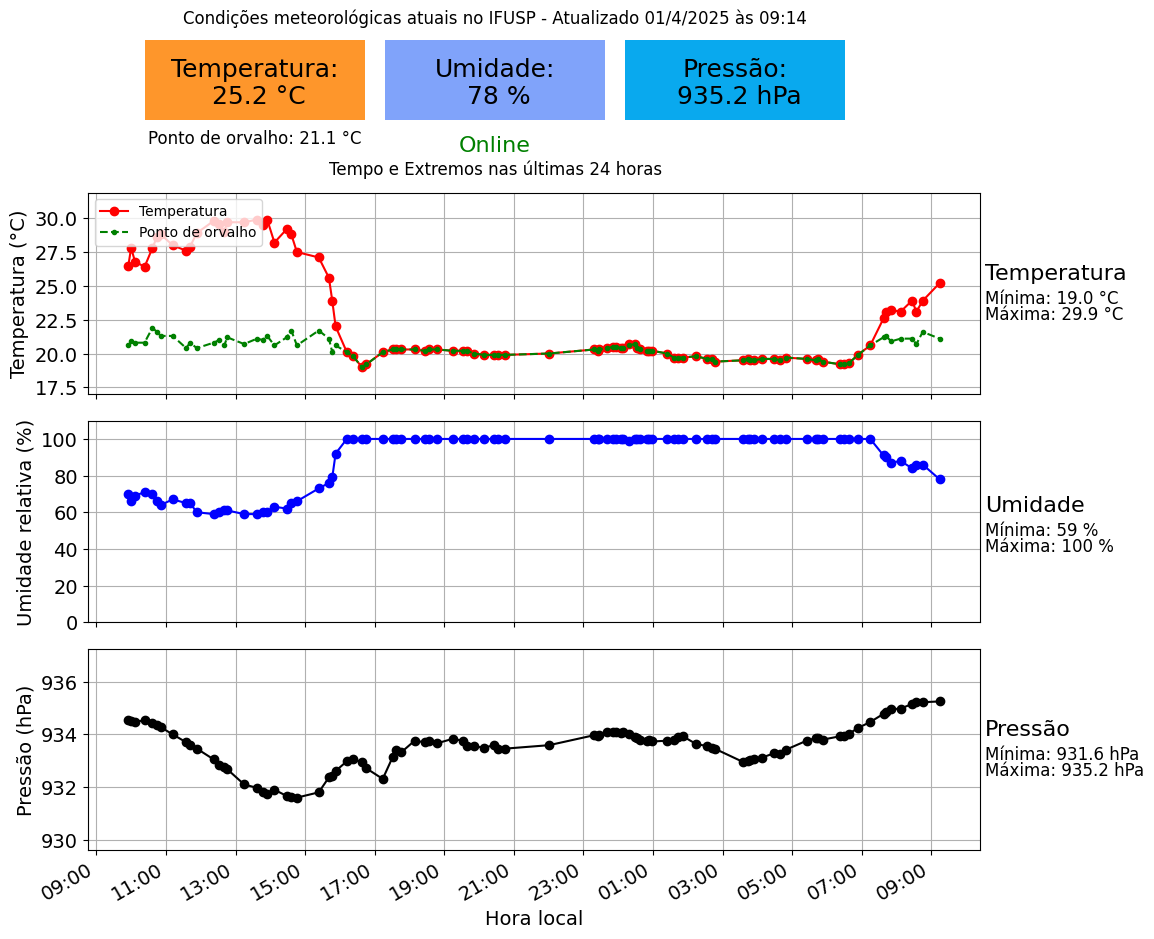 Condições meteorológicas atuais no IFUSP - Atualizado 01/4/2025 às 09:14
Temperatura:
25.2 °C
Umidade:
78 %
Pressão:
935.2 hPa
Ponto de orvalho: 21.1 °C
Online
Tempo e Extremos nas últimas 24 horas
Temperatura (°C)
30.0
27.5
25.0
22.5
20.0
17.5
Temperatura
Ponto de orvalho
Temperatura
Mínima: 19.0 °C
Máxima: 29.9 °C
Umidade relativa (%)
100
80
60
40
20
0
Umidade
Mínima: 59 %
Máxima: 100 %
Pressão (hPa)
936
934
932
930
Pressão
Mínima: 931.6 hPa
Máxima: 935.2 hPa
09:00
11:00
13:00
15:00
17:00
19:00
21:00
23:00
01:00
03:00
05:00
07:00
09:00
Hora local